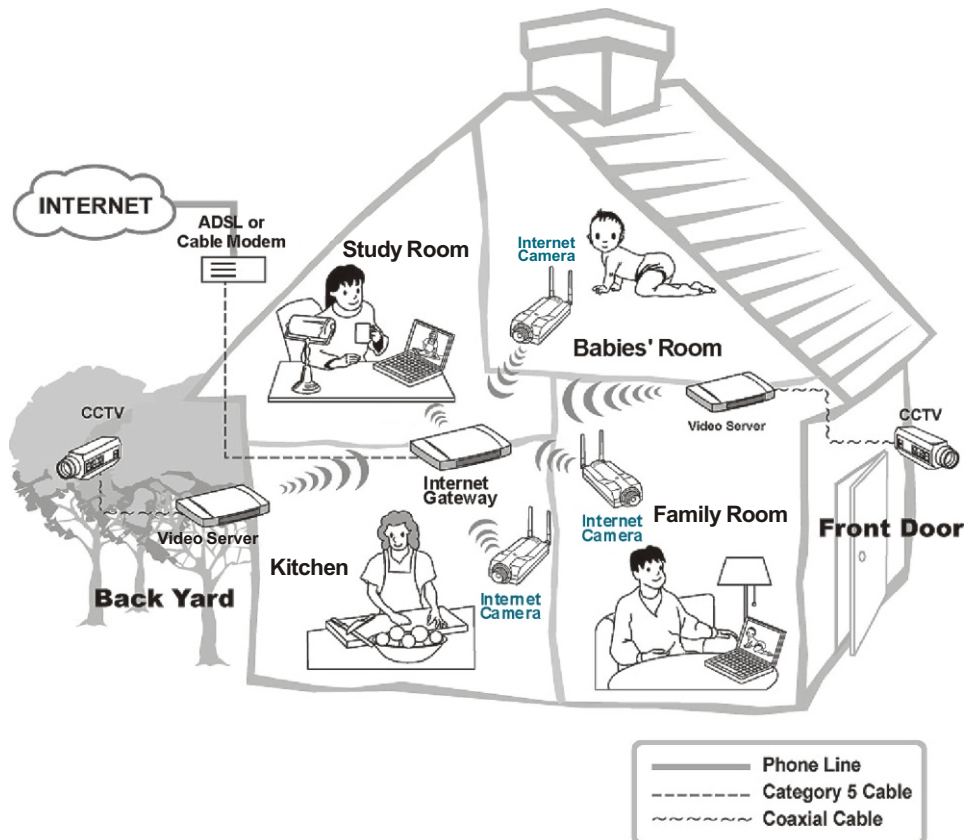 INTERNET
ADSL or
Cable Modem
Study Room
Internet
Camera
Babies' Room
CCTV
Video Server
CCTV
Internet
Gateway
Video Server
Internet
Camera
Family Room
Front Door
Kitchen
Back Yard
Internet
Camera
Phone Line
Category 5 Cable
Coaxial Cable